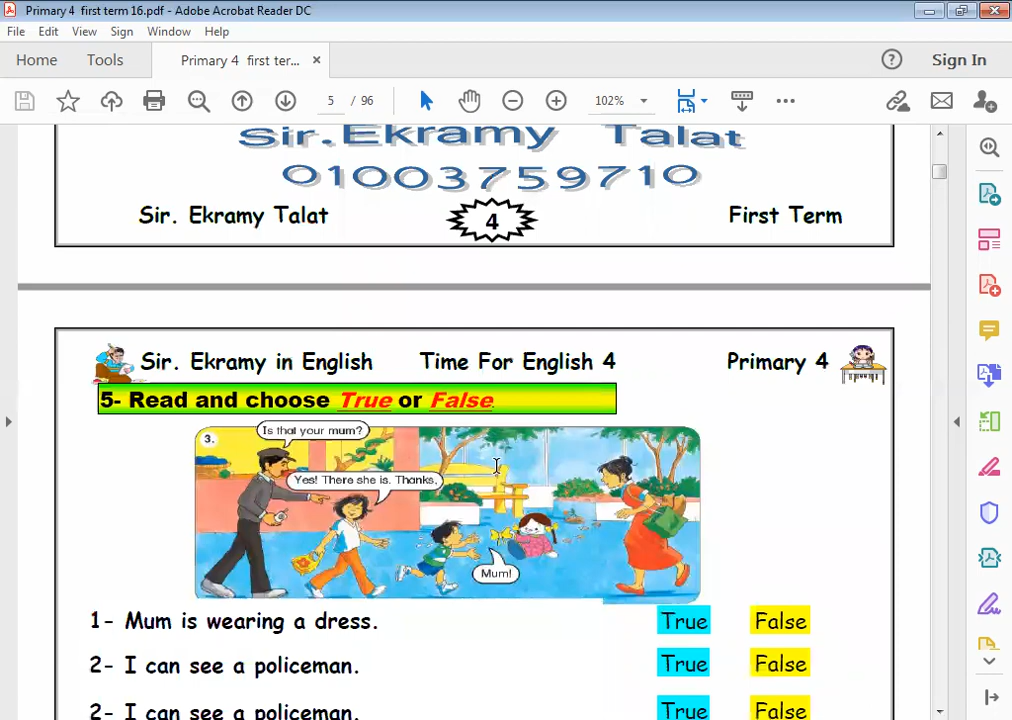 Primary 4 first term 16.pdf - Adobe Acrobat Reader DC
File Edit View Sign Window Help
Home Tools Primary 4 first ter... × Sign In
5 / 96 102%
Sir.Ekramy Talat
01003759710
Sir. Ekramy Talat 4 First Term
Sir. Ekramy in English Time For English 4 Primary 4
5- Read and choose True or False.
3.
Is that your mum?
Yes! There she is. Thanks.
Mum!
1- Mum is wearing a dress. True False
2- I can see a policeman. True False
2- I can see a policeman. True False